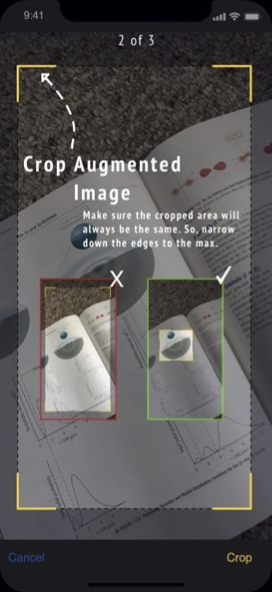 9:41
2 of 3
Crop Augmented
Image
Make sure the cropped area will
always be the same. So, narrow
down the edges to the max.
X
Cancel
Crop